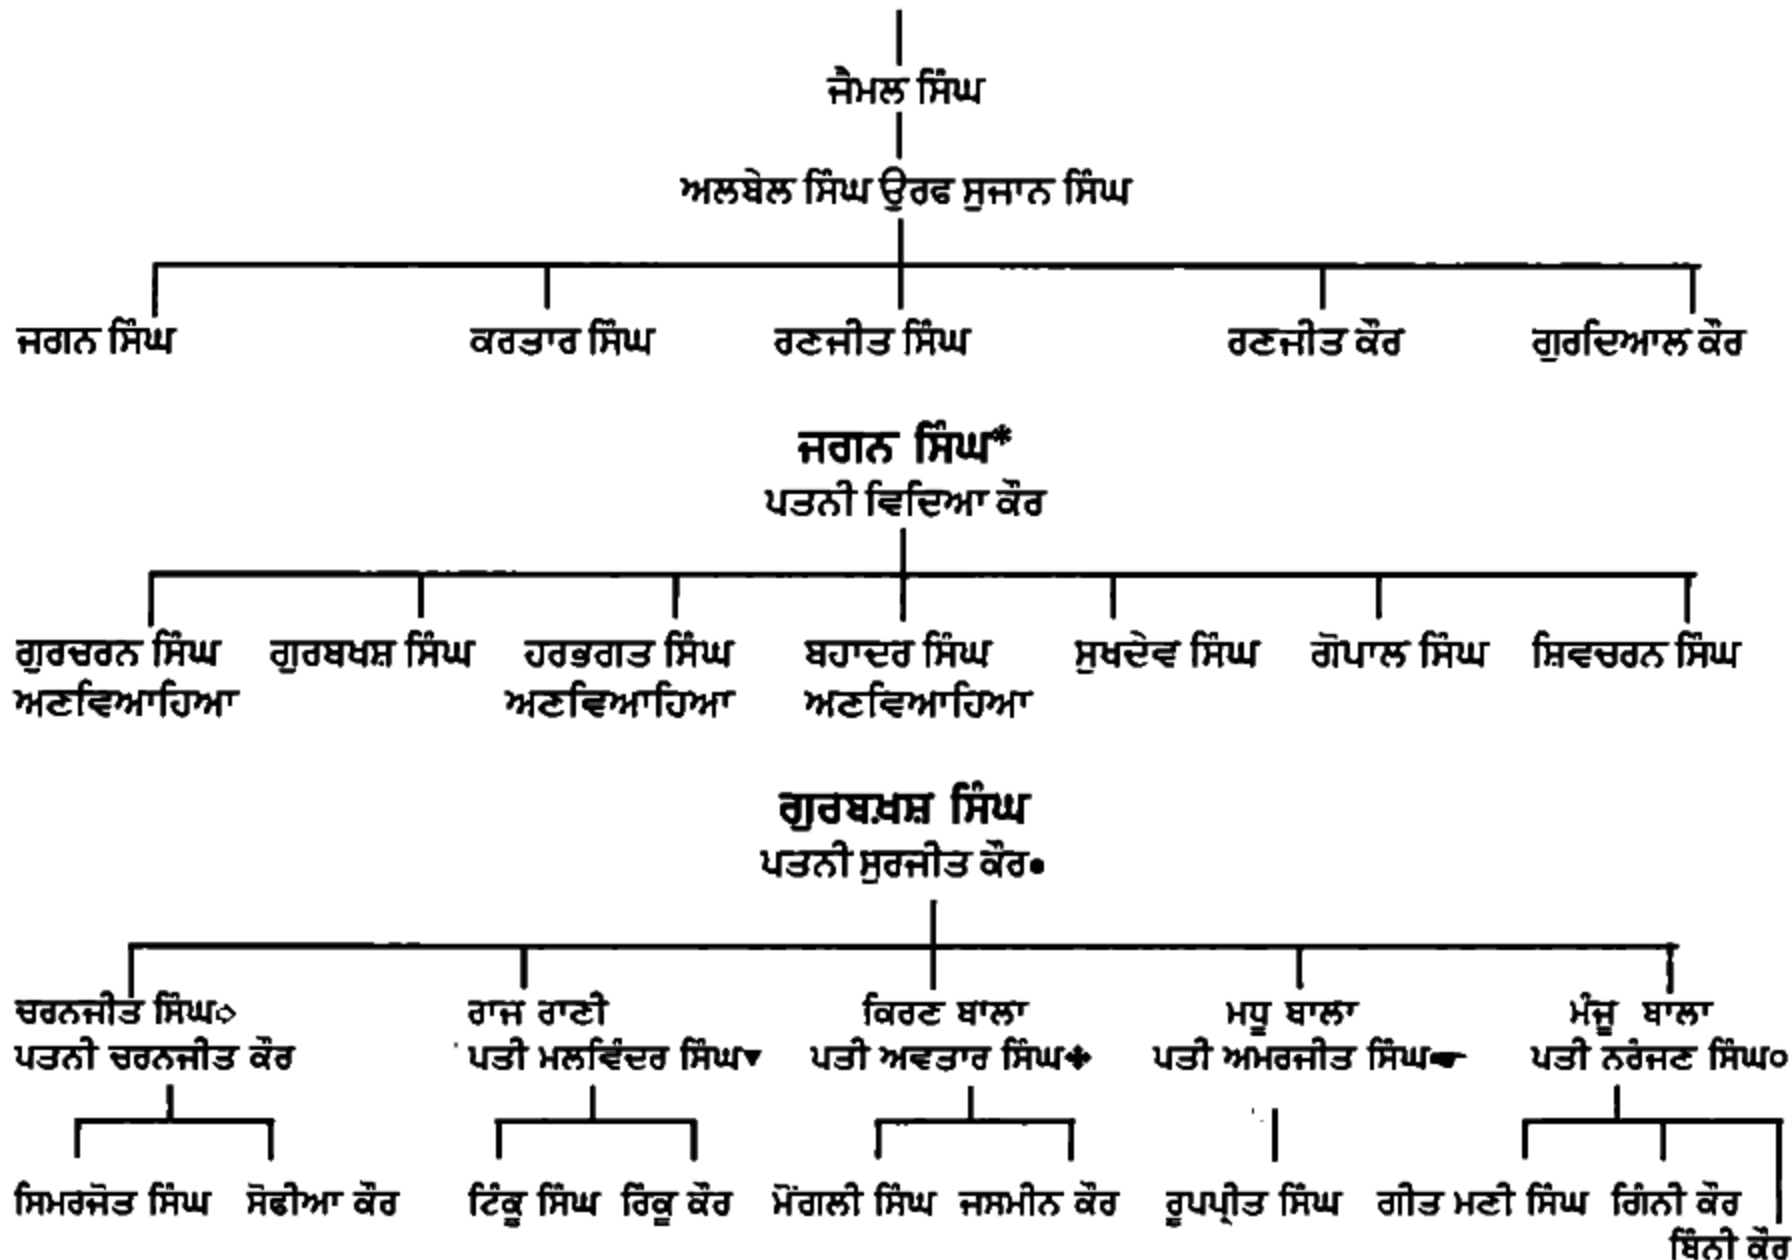 ਜੈਮਲ ਸਿੰਘ
ਅਲਬੇਲ ਸਿੰਘ ਉਰਫ ਸੁਜਾਨ ਸਿੰਘ
ਜਗਨ ਸਿੰਘ ਕਰਤਾਰ ਸਿੰਘ ਰਣਜੀਤ ਸਿੰਘ ਰਣਜੀਤ ਕੌਰ ਗੁਰਦਿਆਲ ਕੌਰ
ਜਗਨ ਸਿੰਘ*
ਪਤਨੀ ਵਿਦਿਆ ਕੌਰ
ਗੁਰਚਰਨ ਸਿੰਘ ਗੁਰਬਖਸ਼ ਸਿੰਘ ਹਰਭਗਤ ਸਿੰਘ ਬਹਾਦਰ ਸਿੰਘ ਸੁਖਦੇਵ ਸਿੰਘ ਗੋਪਾਲ ਸਿੰਘ ਸ਼ਿਵਚਰਨ ਸਿੰਘ
ਅਣਵਿਆਹਿਆ ਅਣਵਿਆਹਿਆ ਅਣਵਿਆਹਿਆ
ਗੁਰਬਖ਼ਸ਼ ਸਿੰਘ
ਪਤਨੀ ਸੁਰਜੀਤ ਕੌਰ●
ਚਰਨਜੀਤ ਸਿੰਘ◇ ਰਾਜ ਰਾਣੀ ਕਿਰਣ ਬਾਲਾ ਮਧੂ ਬਾਲਾ ਮੰਜੂ ਬਾਲਾ
ਪਤਨੀ ਚਰਨਜੀਤ ਕੌਰ ਪਤੀ ਮਲਵਿੰਦਰ ਸਿੰਘ▼ ਪਤੀ ਅਵਤਾਰ ਸਿੰਘ✤ ਪਤੀ ਅਮਰਜੀਤ ਸਿੰਘ☛ ਪਤੀ ਨਰੰਜਣ ਸਿੰਘ○
ਸਿਮਰਜੋਤ ਸਿੰਘ ਸੋਫੀਆ ਕੌਰ ਟਿੰਕੂ ਸਿੰਘ ਰਿੰਕੂ ਕੌਰ ਮੌਂਗਲੀ ਸਿੰਘ ਜਸਮੀਨ ਕੌਰ ਰੂਪਪ੍ਰੀਤ ਸਿੰਘ ਗੀਤ ਮਣੀ ਸਿੰਘ ਗਿੰਨੀ ਕੌਰ
ਬਿੰਨੀ ਕੌਰ